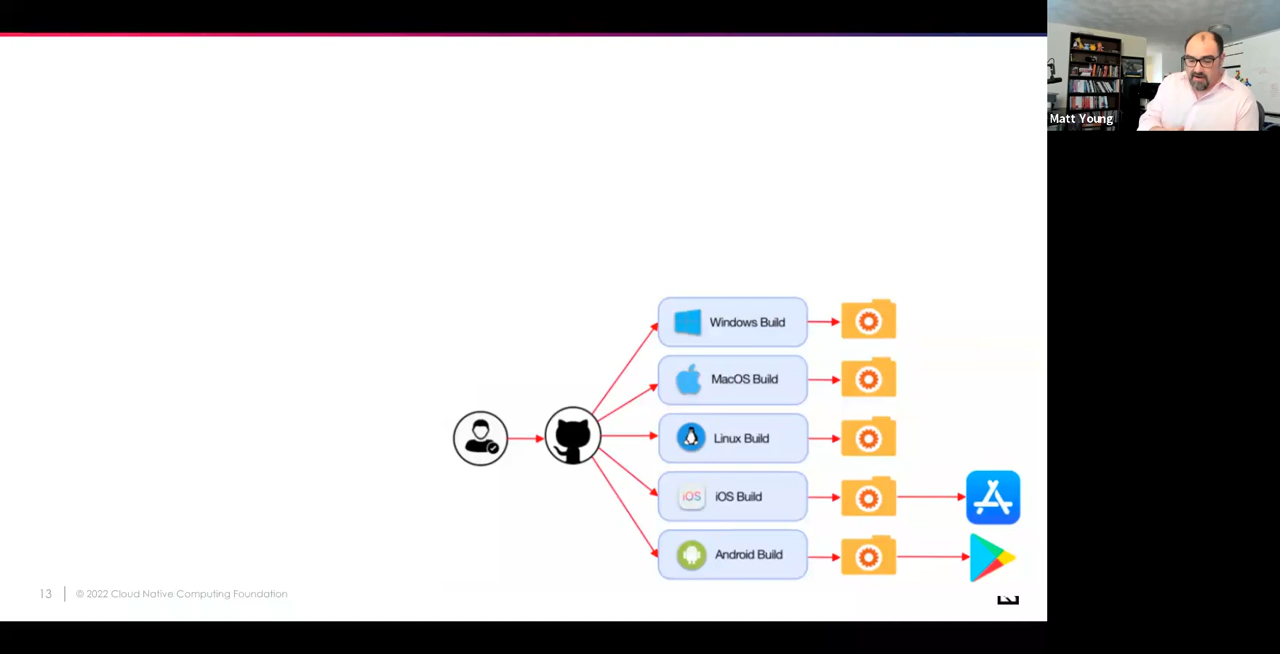 Matt Young
Windows Build
MacOS Build
Linux Build
iOS
iOS Build
Android Build
13
© 2022 Cloud Native Computing Foundation